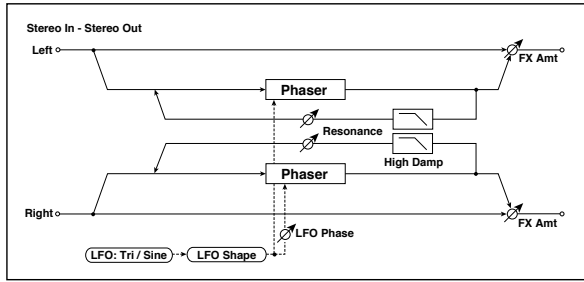 Stereo In - Stereo Out
Left
FX Amt
Phaser
Resonance
High Damp
Phaser
Right
FX Amt
LFO Phase
LFO: Tri / Sine
LFO Shape